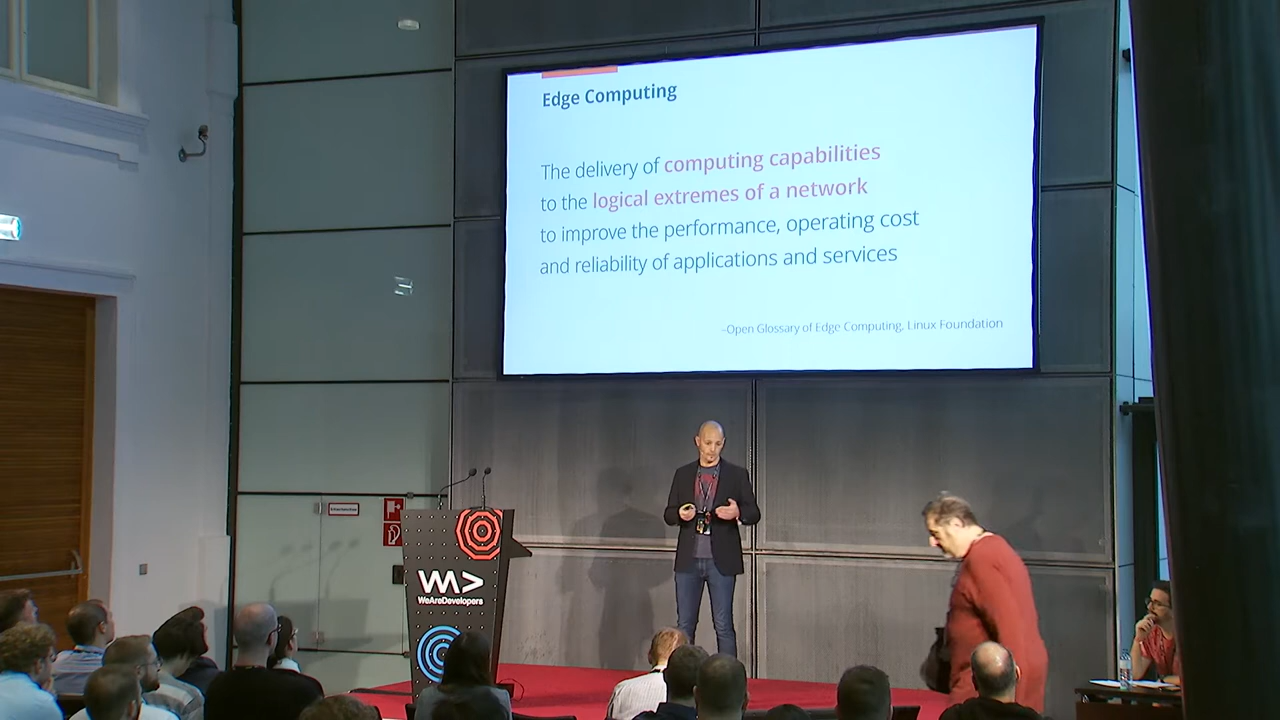 Edge Computing
The delivery of computing capabilities
to the logical extremes of a network
to improve the performance, operating cost
and reliability of applications and services
–Open Glossary of Edge Computing, Linux Foundation
WeAreDevelopers